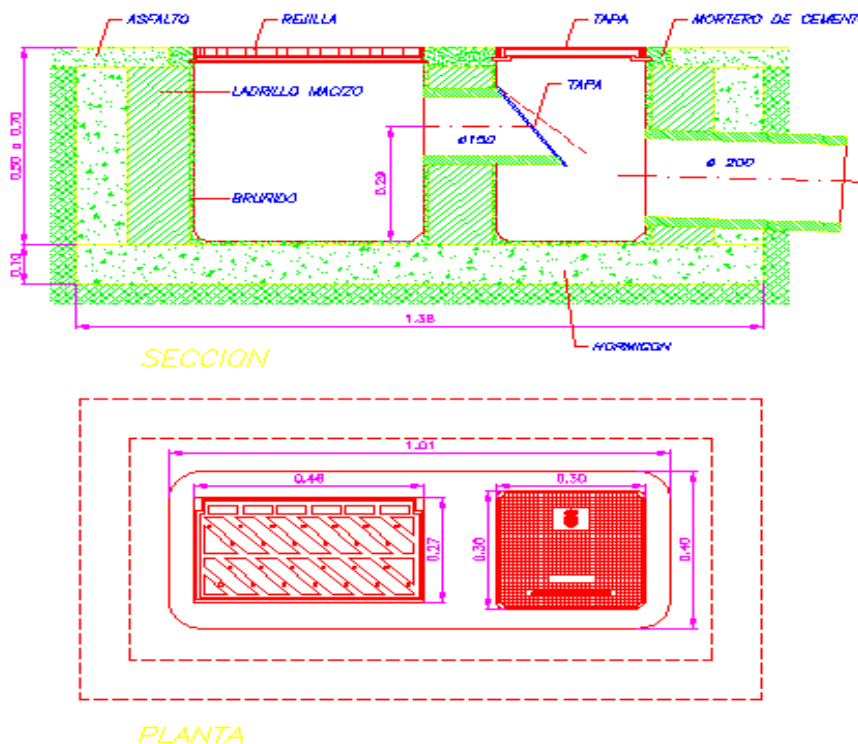 ASFALTO
REJILLA
TAPA
MORTERO DE CEMENTO
LADRILLO MACIZO
TAPA
ø150
ø 200
0.50 a 0.70
0.29
BRUÑIDO
0.10
1.38
HORMIGON
SECCION
1.01
0.46
0.30
0.27
0.30
0.40
PLANTA